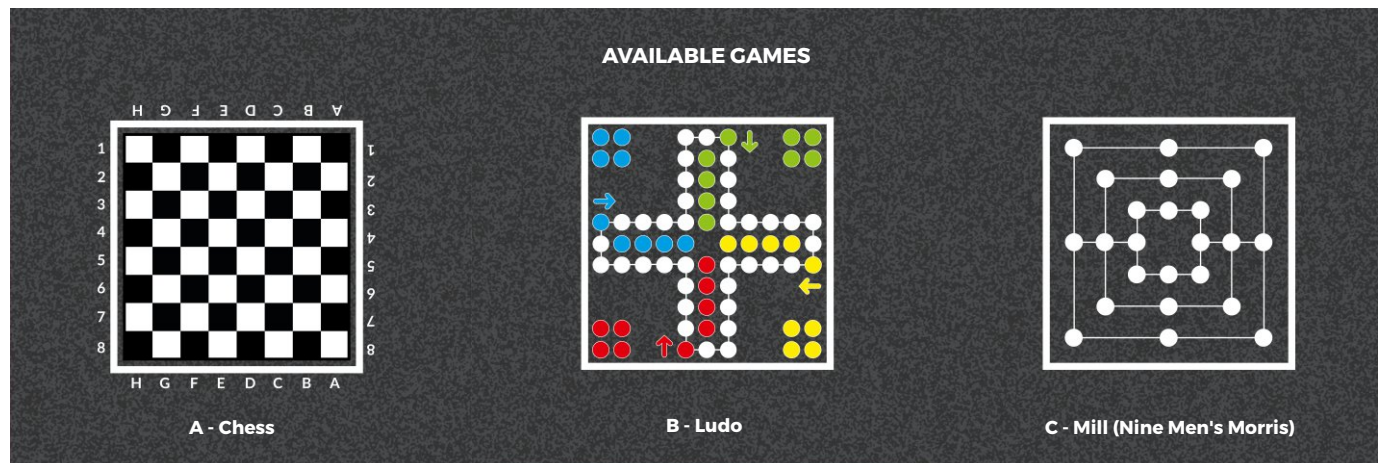 AVAILABLE GAMES
H G F E D C B A
1 1
2 2
3 3
4 4
5 5
6 6
7 7
8 8
H G F E D C B A
A - Chess
B - Ludo
C - Mill (Nine Men's Morris)